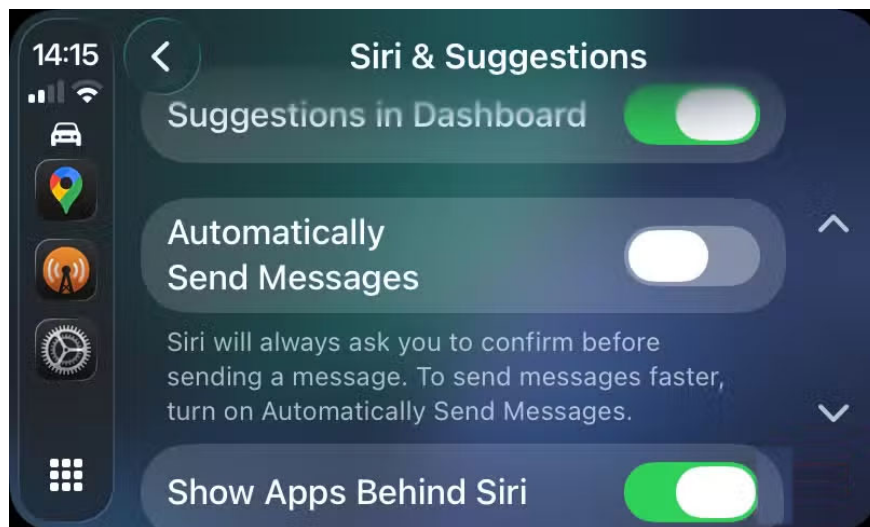 14:15
Siri & Suggestions
Suggestions in Dashboard
Automatically
Send Messages
Siri will always ask you to confirm before
sending a message. To send messages faster,
turn on Automatically Send Messages.
Show Apps Behind Siri